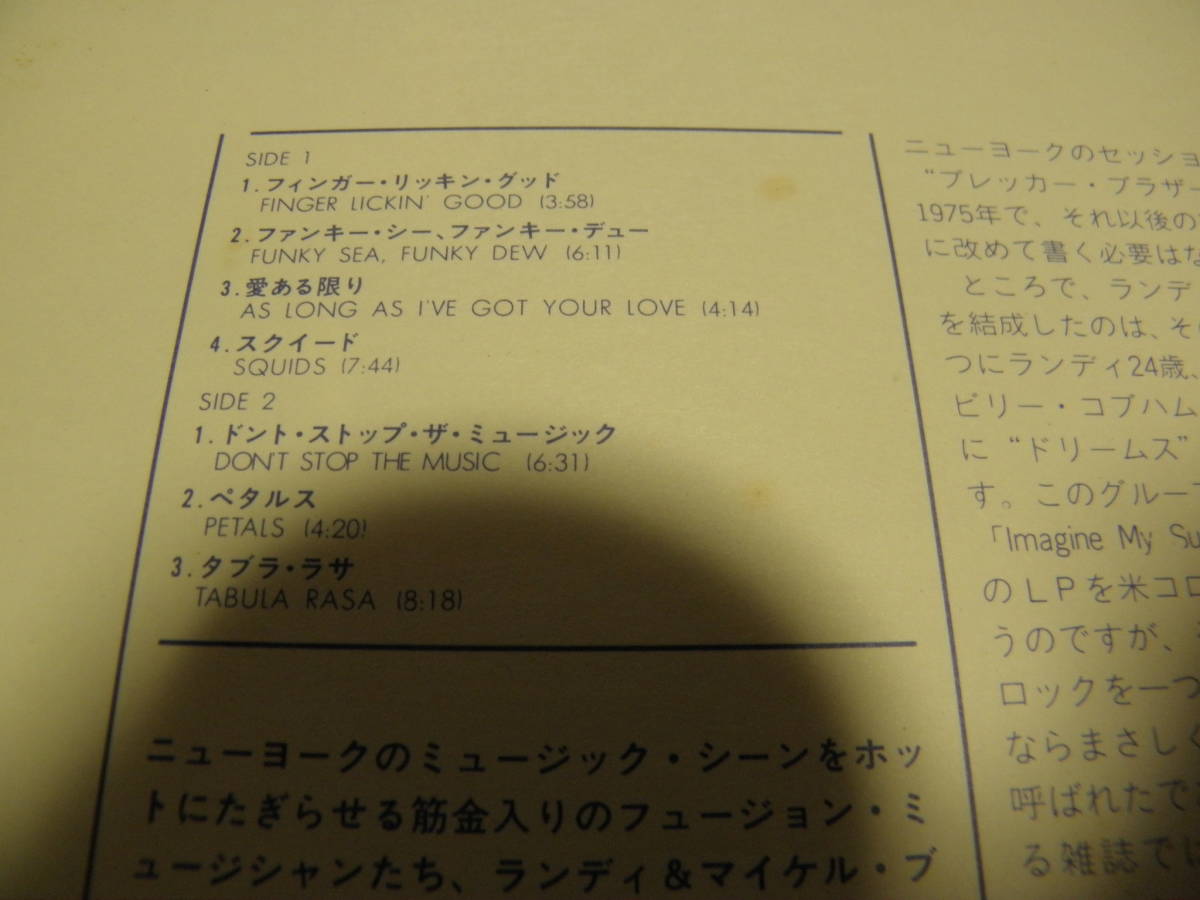 SIDE 1
1.フィンガー・リッキン・グッド
FINGER LICKIN' GOOD (3:58)
2.ファンキー・シー、ファンキー・デュー
FUNKY SEA, FUNKY DEW (6:11)
3.愛ある限り
AS LONG AS I'VE GOT YOUR LOVE (4:14)
4.スクイード
SQUIDS (7:44)
SIDE 2
1.ドント・ストップ・ザ・ミュージック
DON'T STOP THE MUSIC (6:31)
2.ペタルス
PETALS (4:20)
3.タブラ・ラサ
TABULA RASA (8:18)
ニューヨークのミュージック・シーンをホッ
トにたぎらせる筋金入りのフュージョン・ミ
ュージシャンたち、ランディ&マイケル・ブ
ニューヨークのセッショ
“ブレッカー・ブラザー
1975年で、それ以後の
に改めて書く必要はな
ところで、ランデ
を結成したのは、そ
つにランディ24歳、
ビリー・コブハム
に“ドリームス”
す。このグルー
「Imagine My Su
のLPを米コロ
うのですが、
ロックを一つ
ならまさしく
呼ばれたで
る雑誌では